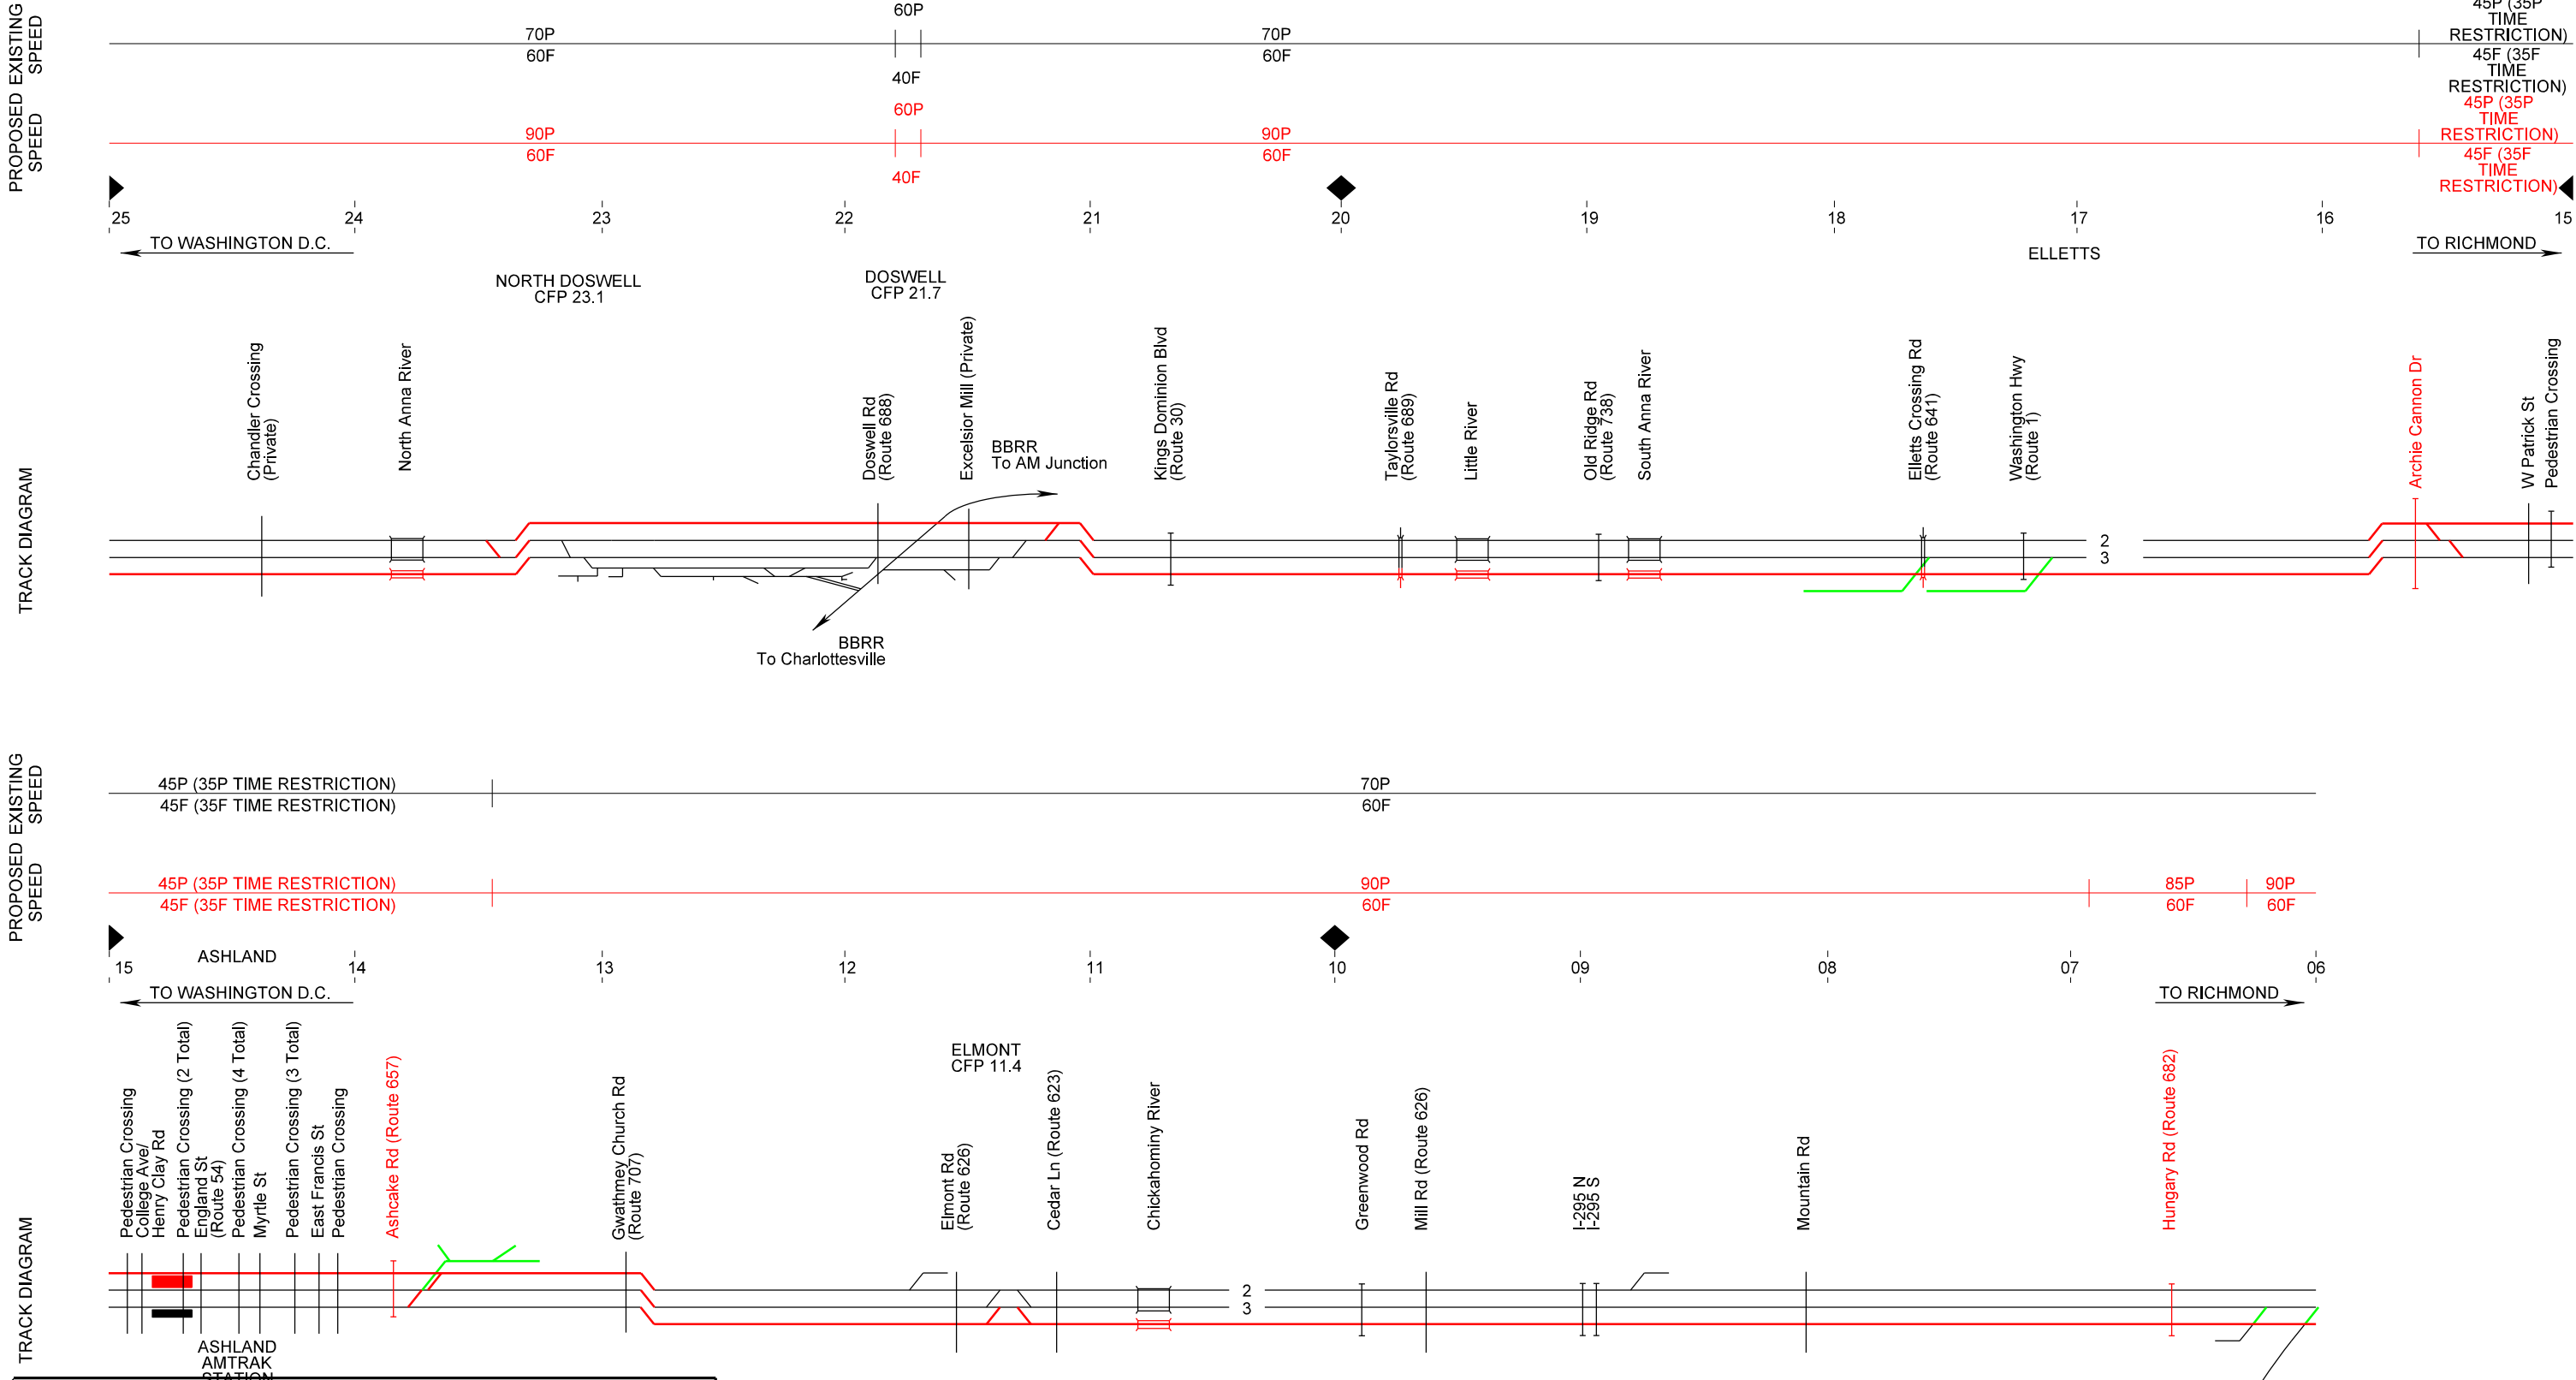 PROPOSED EXISTING
SPEED SPEED
60P
70P
60F
40F
70P
60F
45P (35P
TIME
RESTRICTION)
45F (35F
TIME
RESTRICTION)
60P
90P
60F
40F
90P
60F
45P (35P
TIME
RESTRICTION)
45F (35F
TIME
RESTRICTION)
25 24 23 22 21 20 19 18 17 16 15
TO WASHINGTON D.C.
TO RICHMOND
NORTH DOSWELL
CFP 23.1
DOSWELL
CFP 21.7
ELLETTS
TRACK DIAGRAM
Chandler Crossing
(Private)
North Anna River
Doswell Rd
(Route 688)
Excelsior Mill (Private)
BBRR
To AM Junction
Kings Dominion Blvd
(Route 30)
Taylorsville Rd
(Route 689)
Little River
Old Ridge Rd
(Route 738)
South Anna River
Elletts Crossing Rd
(Route 641)
Washington Hwy
(Route 1)
Archie Cannon Dr
W Patrick St
Pedestrian Crossing
2
3
BBRR
To Charlottesville
PROPOSED EXISTING
SPEED SPEED
45P (35P TIME RESTRICTION)
45F (35F TIME RESTRICTION)
70P
60F
45P (35P TIME RESTRICTION)
45F (35F TIME RESTRICTION)
90P
60F
85P
60F
90P
60F
15 14 13 12 11 10 09 08 07 06
ASHLAND
TO WASHINGTON D.C.
TO RICHMOND
ELMONT
CFP 11.4
TRACK DIAGRAM
Pedestrian Crossing
College Ave/
Henry Clay Rd
Pedestrian Crossing (2 Total)
England St
(Route 54)
Pedestrian Crossing (4 Total)
Myrtle St
Pedestrian Crossing (3 Total)
East Francis St
Pedestrian Crossing
Ashcake Rd (Route 657)
Gwathmey Church Rd
(Route 707)
Elmont Rd
(Route 626)
Cedar Ln (Route 623)
Chickahominy River
Greenwood Rd
Mill Rd (Route 626)
I-295 N
I-295 S
Mountain Rd
Hungary Rd (Route 682)
2
3
ASHLAND
AMTRAK
STATION